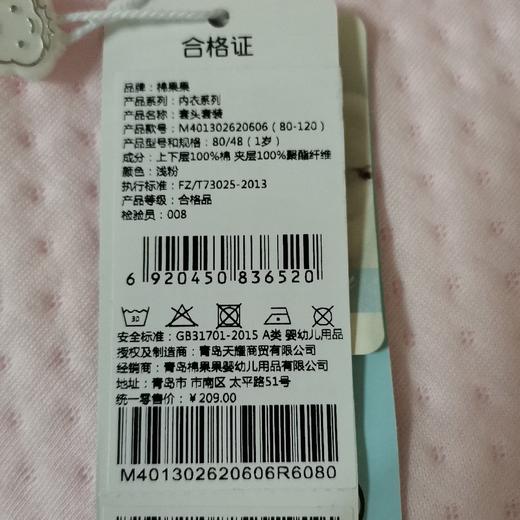 合格证
品牌：棉果果
产品系列：内衣系列
产品名称：套头套装
产品款号：M401302620606（80-120）
产品型号和规格：80/48（1岁）
成分：上下层100%棉 夹层100%聚酯纤维
颜色：浅粉
执行标准：FZ/T73025-2013
产品等级：合格品
检验员：008
6 920450 836520
30
安全标准：GB31701-2015 A类 婴幼儿用品
授权及制造商：青岛天耀商贸有限公司
经销商：青岛棉果果婴幼儿用品有限公司
地址：青岛市 市南区 太平路51号
统一零售价：￥209.00
M401302620606R6080